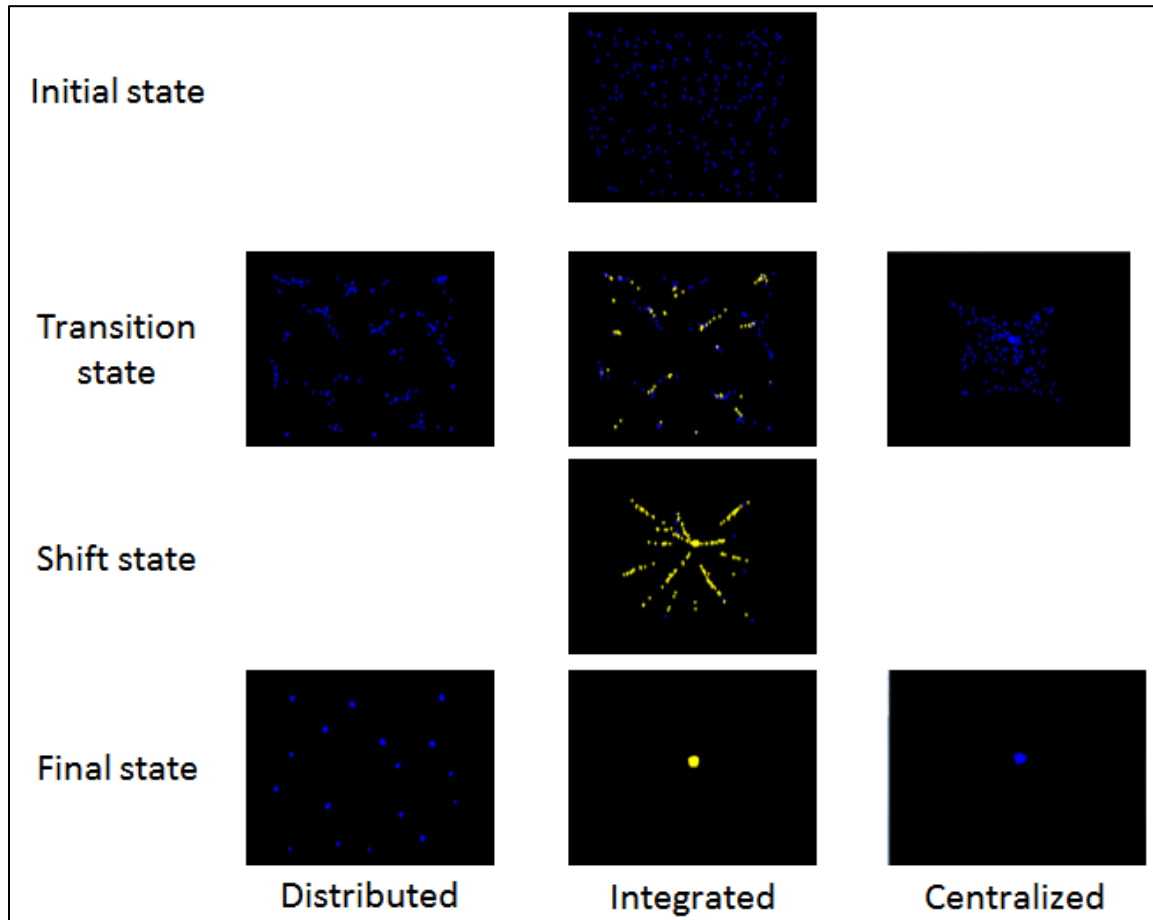 Initial state
Transition
state
Shift state
Final state
Distributed
Integrated
Centralized